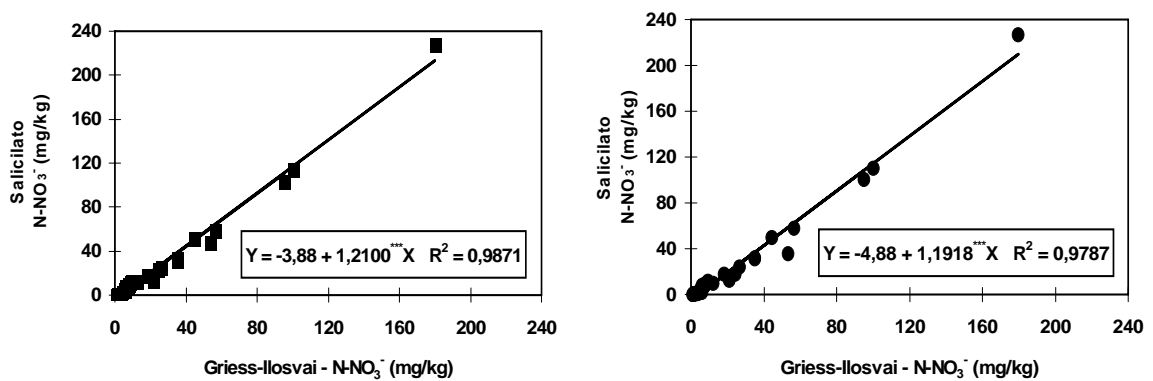 Salicilato
N-NO₃⁻ (mg/kg)
240
200
160
120
80
40
0
Y = -3,88 + 1,2100***X R² = 0,9871
0 40 80 120 160 200 240
Griess-Ilosvai - N-NO₃⁻ (mg/kg)
Salicilato
N-NO₃⁻ (mg/kg)
240
200
160
120
80
40
0
Y = -4,88 + 1,1918***X R² = 0,9787
0 40 80 120 160 200 240
Griess-Ilosvai - N-NO₃⁻ (mg/kg)